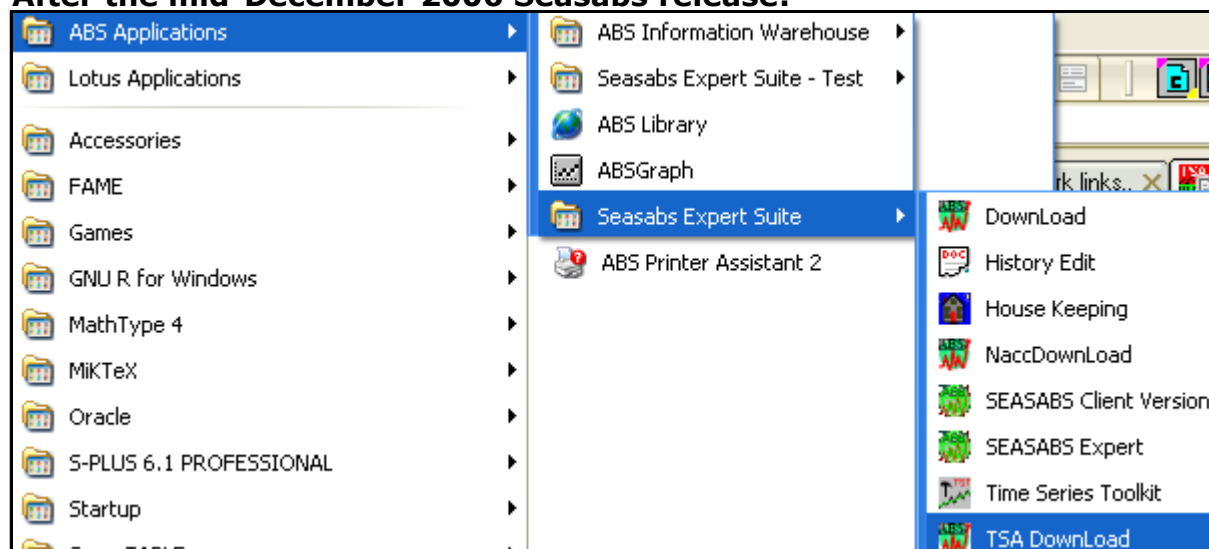 After the mid-December 2006 Seasabs release:
ABS Applications
Lotus Applications
Accessories
FAME
Games
GNU R for Windows
MathType 4
MiKTeX
Oracle
S-PLUS 6.1 PROFESSIONAL
Startup
ABS Information Warehouse
Seasabs Expert Suite - Test
ABS Library
ABSGraph
Seasabs Expert Suite
ABS Printer Assistant 2
rk links..
DownLoad
History Edit
House Keeping
NaccDownLoad
SEASABS Client Version
SEASABS Expert
Time Series Toolkit
TSA DownLoad